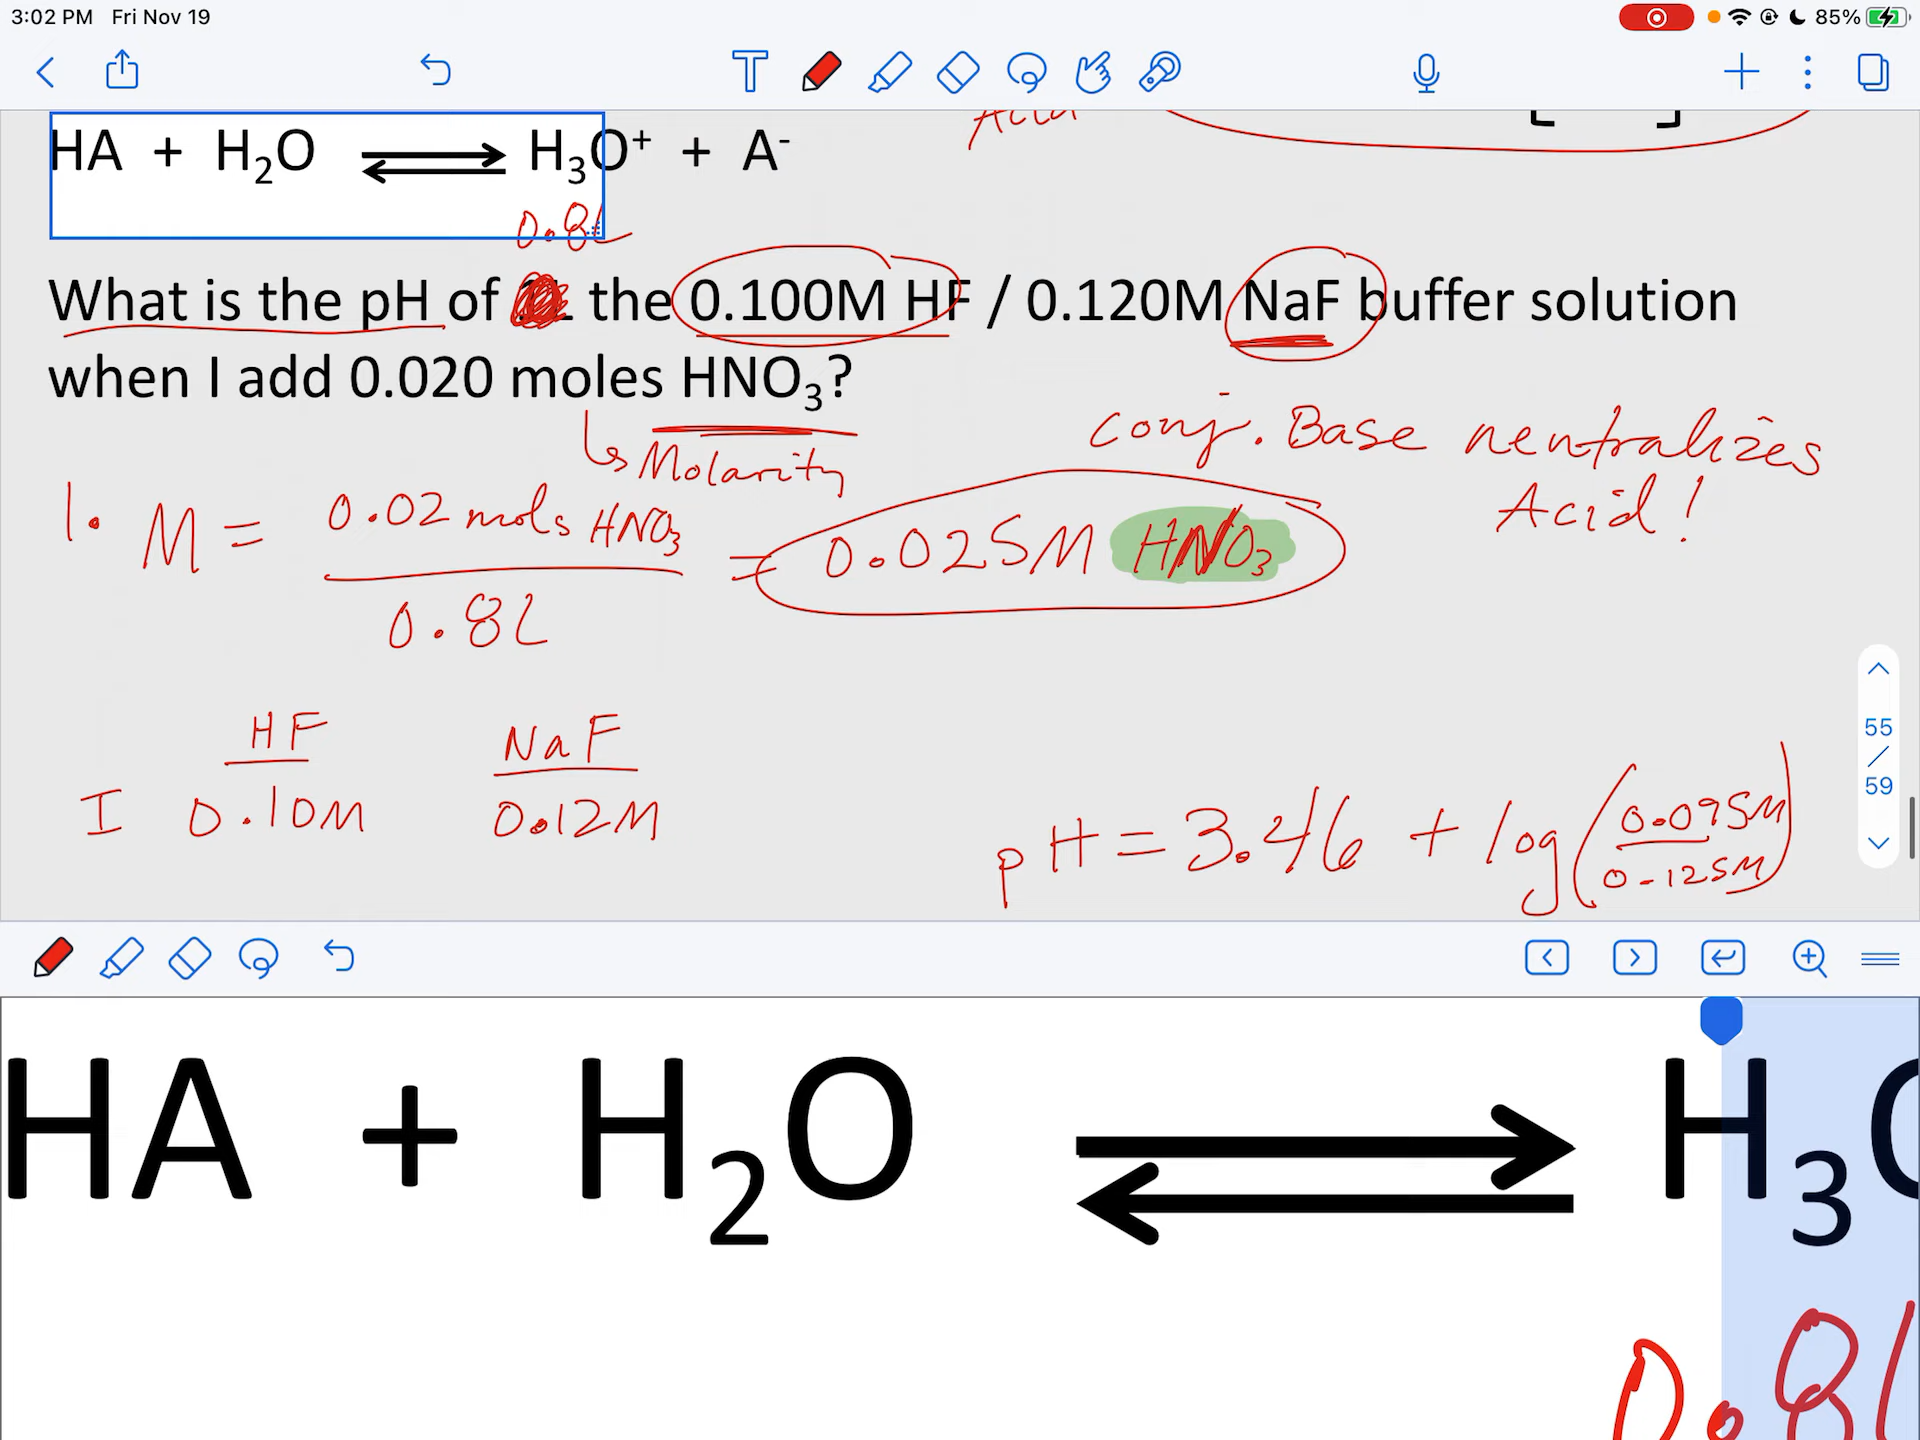 3:02 PM Fri Nov 19
85%
T
Acid
[ ]
HA + H₂O ⇌ H₃O⁺ + A⁻
0.8L
What is the pH of the 0.100M HF / 0.120M NaF buffer solution
when I add 0.020 moles HNO₃?
↳ Molarity
conj. Base neutralizes
Acid!
1. M = 0.02 mols HNO₃ / 0.8L = 0.025M HNO₃
HF NaF
I 0.10M 0.12M
pH = 3.46 + log(0.095M / 0.125M)
55
/
59
HA + H₂O ⇌ H₃O
0.8L